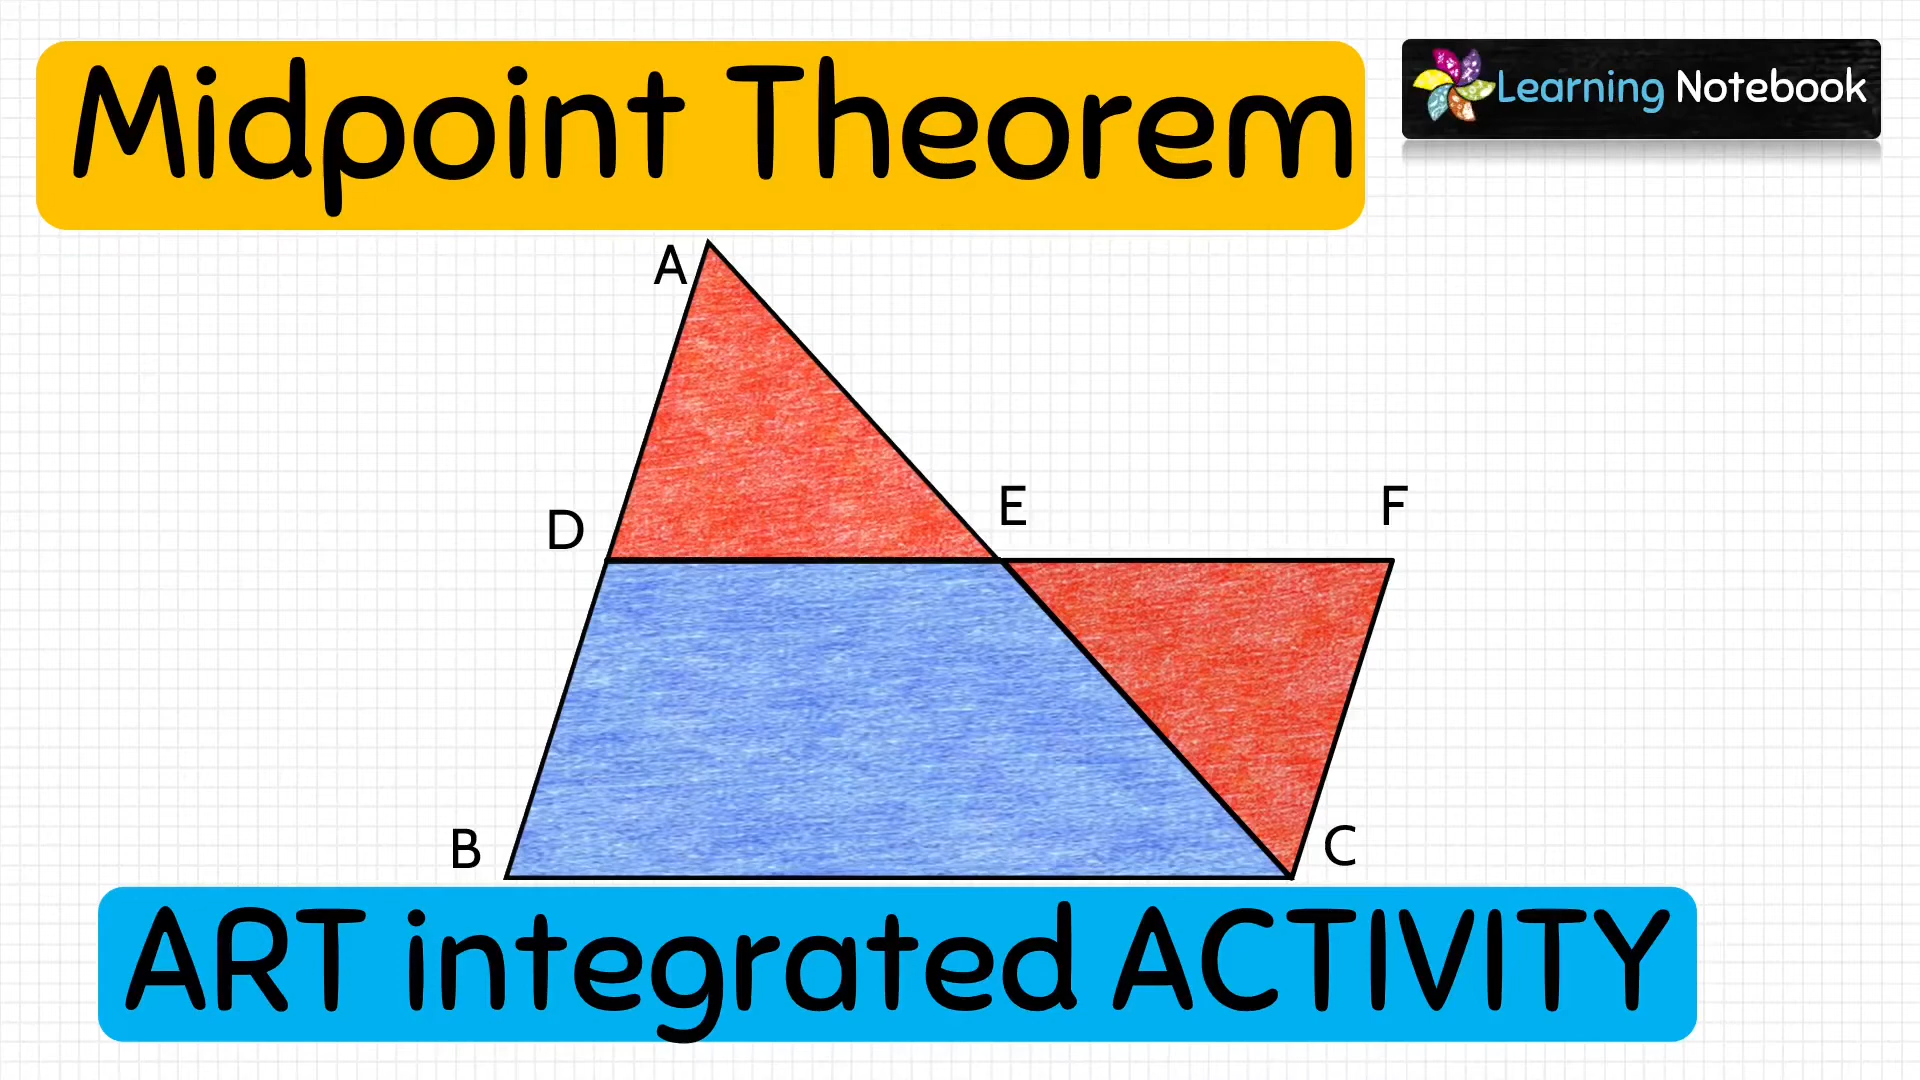 Midpoint Theorem
Learning Notebook
A
D
E
F
B
C
ART integrated ACTIVITY